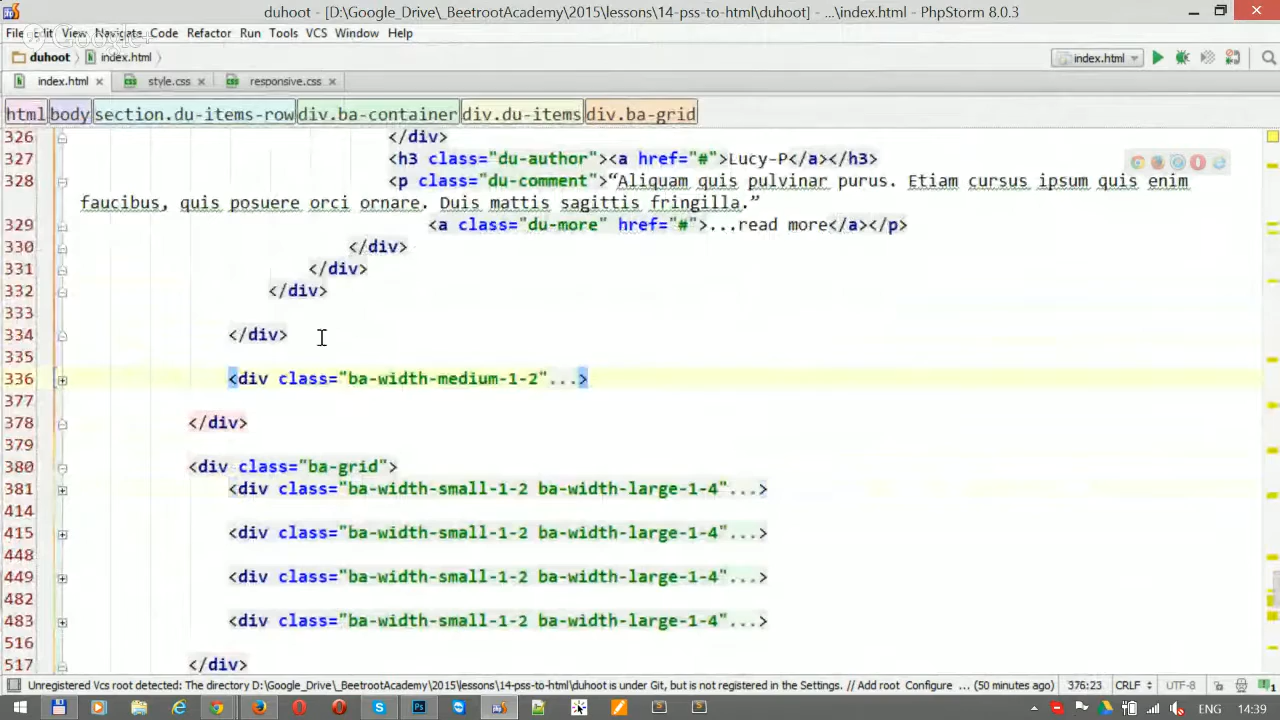 duhoot - [D:\Google_Drive\_BeetrootAcademy\2015\lessons\14-pss-to-html\duhoot] - ...\index.html - PhpStorm 8.0.3
File Edit View Navigate Code Refactor Run Tools VCS Window Help
duhoot index.html index.html
index.html style.css responsive.css
html body section.du-items-row div.ba-container div.du-items div.ba-grid
326 </div>
327 <h3 class="du-author"><a href="#">Lucy-P</a></h3>
328 <p class="du-comment">“Aliquam quis pulvinar purus. Etiam cursus ipsum quis enim
faucibus, quis posuere orci ornare. Duis mattis sagittis fringilla.”
329 <a class="du-more" href="#">...read more</a></p>
330 </div>
331 </div>
332 </div>
333
334 </div>
335
336 <div class="ba-width-medium-1-2"...>
377
378 </div>
379
380 <div class="ba-grid">
381 <div class="ba-width-small-1-2 ba-width-large-1-4"...>
414
415 <div class="ba-width-small-1-2 ba-width-large-1-4"...>
448
449 <div class="ba-width-small-1-2 ba-width-large-1-4"...>
482
483 <div class="ba-width-small-1-2 ba-width-large-1-4"...>
516
517 </div>
Unregistered Vcs root detected: The directory D:\Google_Drive\_BeetrootAcademy\2015\lessons\14-pss-to-html\duhoot is under Git, but is not registered in the Settings. // Add root Configure ... (50 minutes ago) 376:23 CRLF UTF-8
ENG 14:39